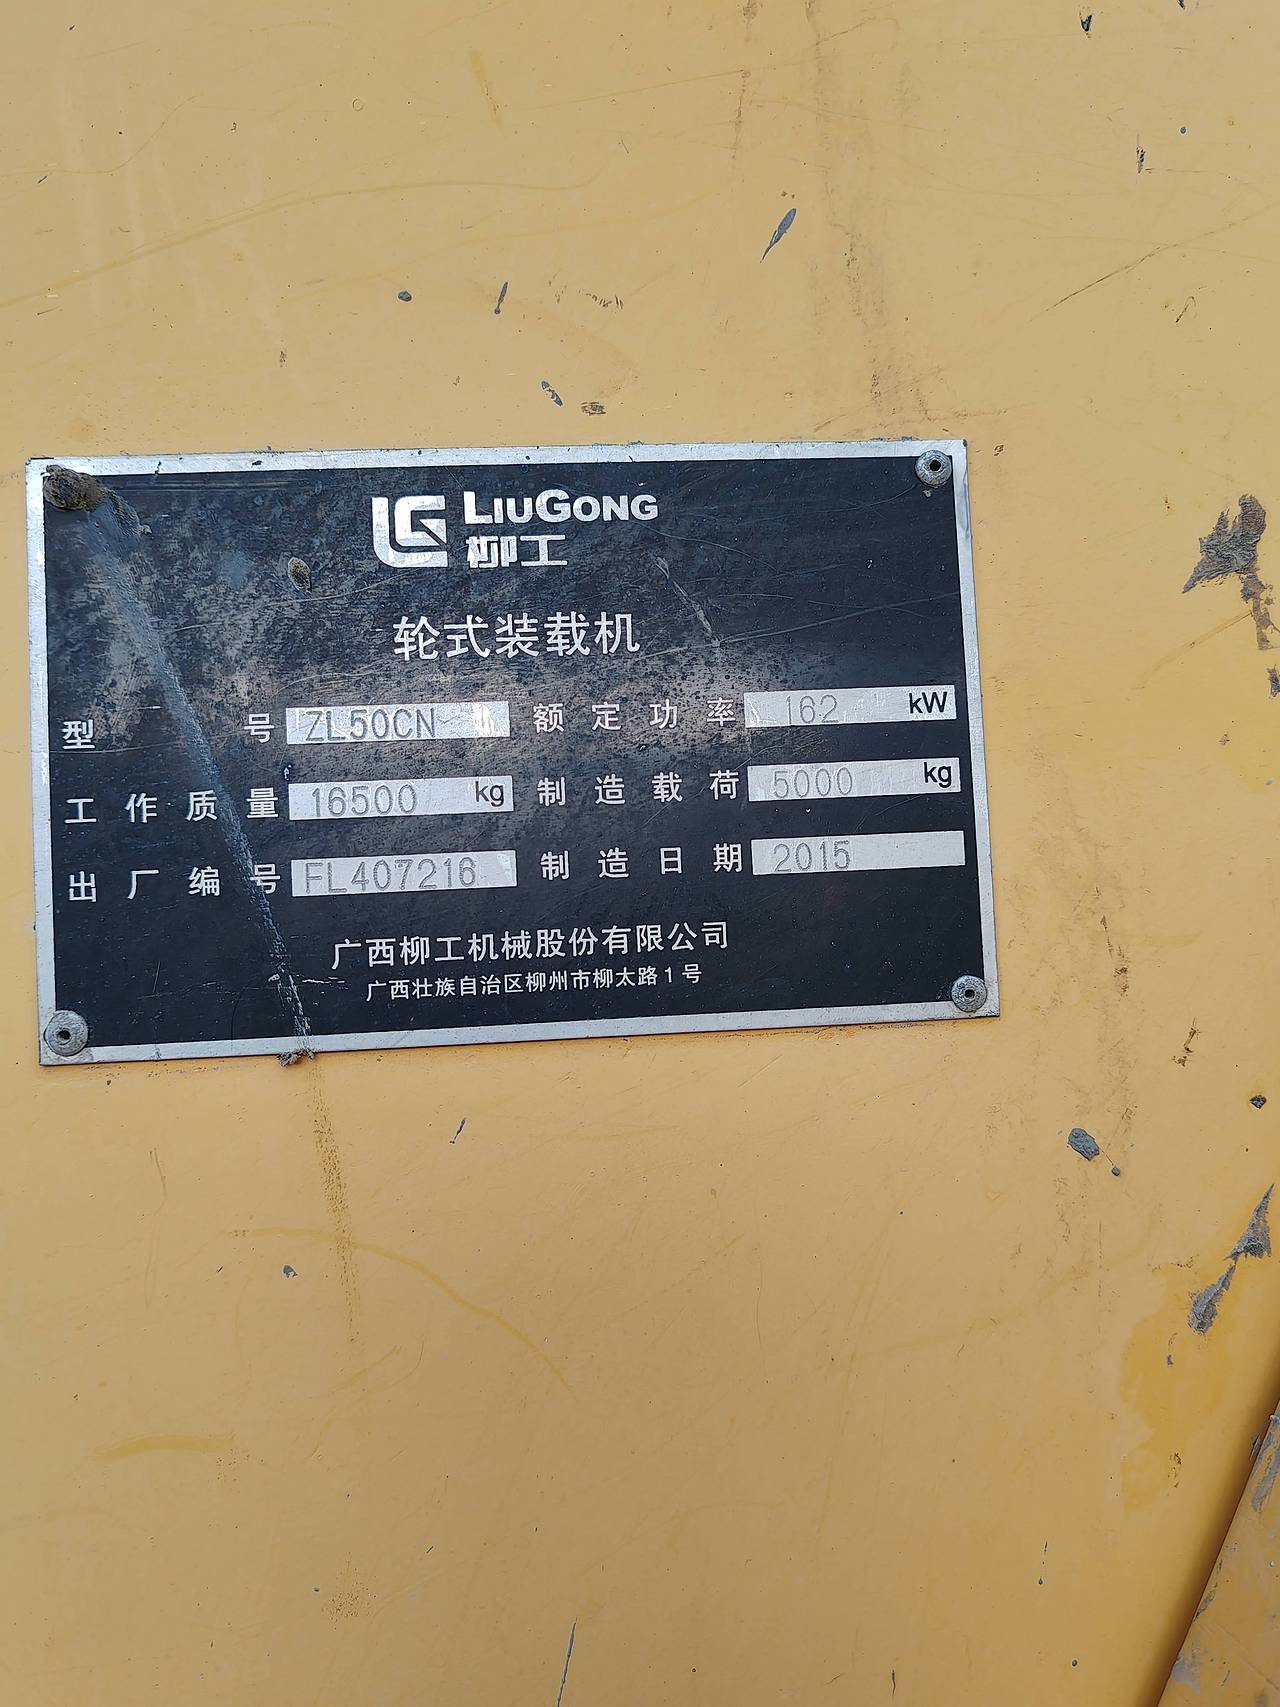 LG LIUGONG
柳工
轮式装载机
型号 ZL50CN 额定功率 162 kW
工作质量 16500 kg 制造载荷 5000 kg
出厂编号 FL407216 制造日期 2015
广西柳工机械股份有限公司
广西壮族自治区柳州市柳太路1号